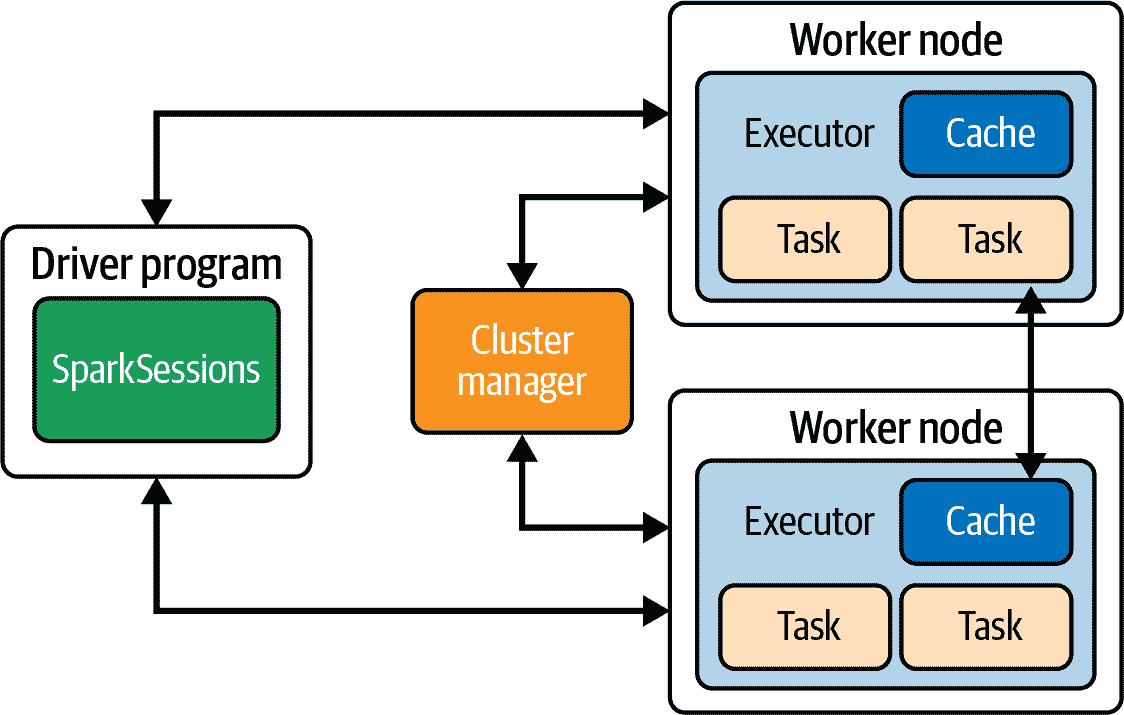 Worker node
Executor
Cache
Task
Task
Driver program
SparkSessions
Cluster
manager
Worker node
Executor
Cache
Task
Task